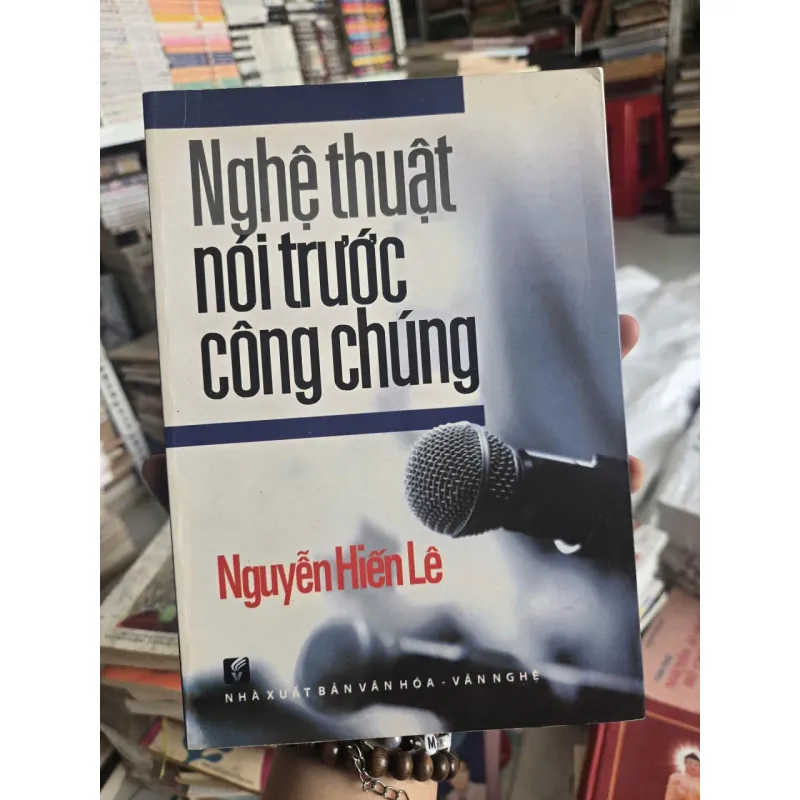 Nghệ thuật
nói trước
công chúng
Nguyễn Hiến Lê
NHÀ XUẤT BẢN VĂN HÓA - VĂN NGHỆ
M